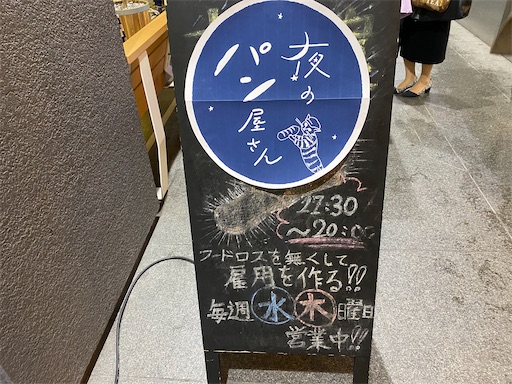 夜の
パン
屋さん
17:30
〜20:00
フードロスを無くして
雇用を作る!!
毎週水木曜日
営業中!!